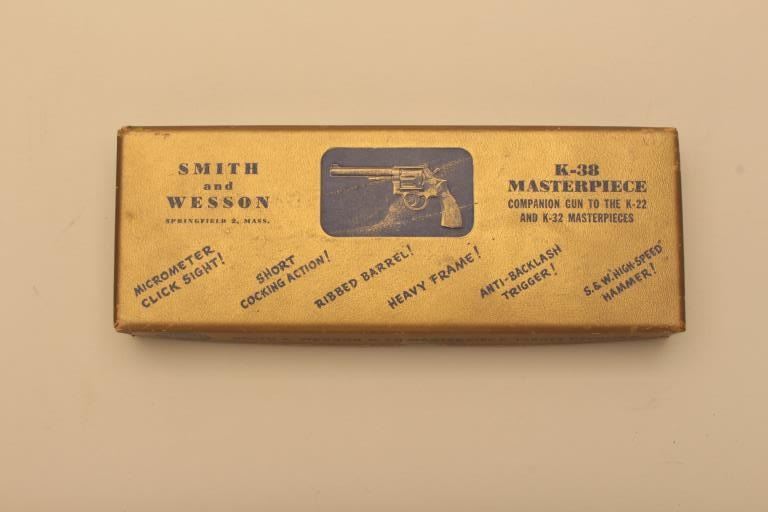 SMITH
and
WESSON
SPRINGFIELD 2, MASS.
K-38
MASTERPIECE
COMPANION GUN TO THE K-22
AND K-32 MASTERPIECES
MICROMETER
CLICK SIGHT!
SHORT
COCKING ACTION!
RIBBED BARREL!
HEAVY FRAME!
ANTI-BACKLASH
TRIGGER!
S. & W. "HIGH-SPEED"
HAMMER!